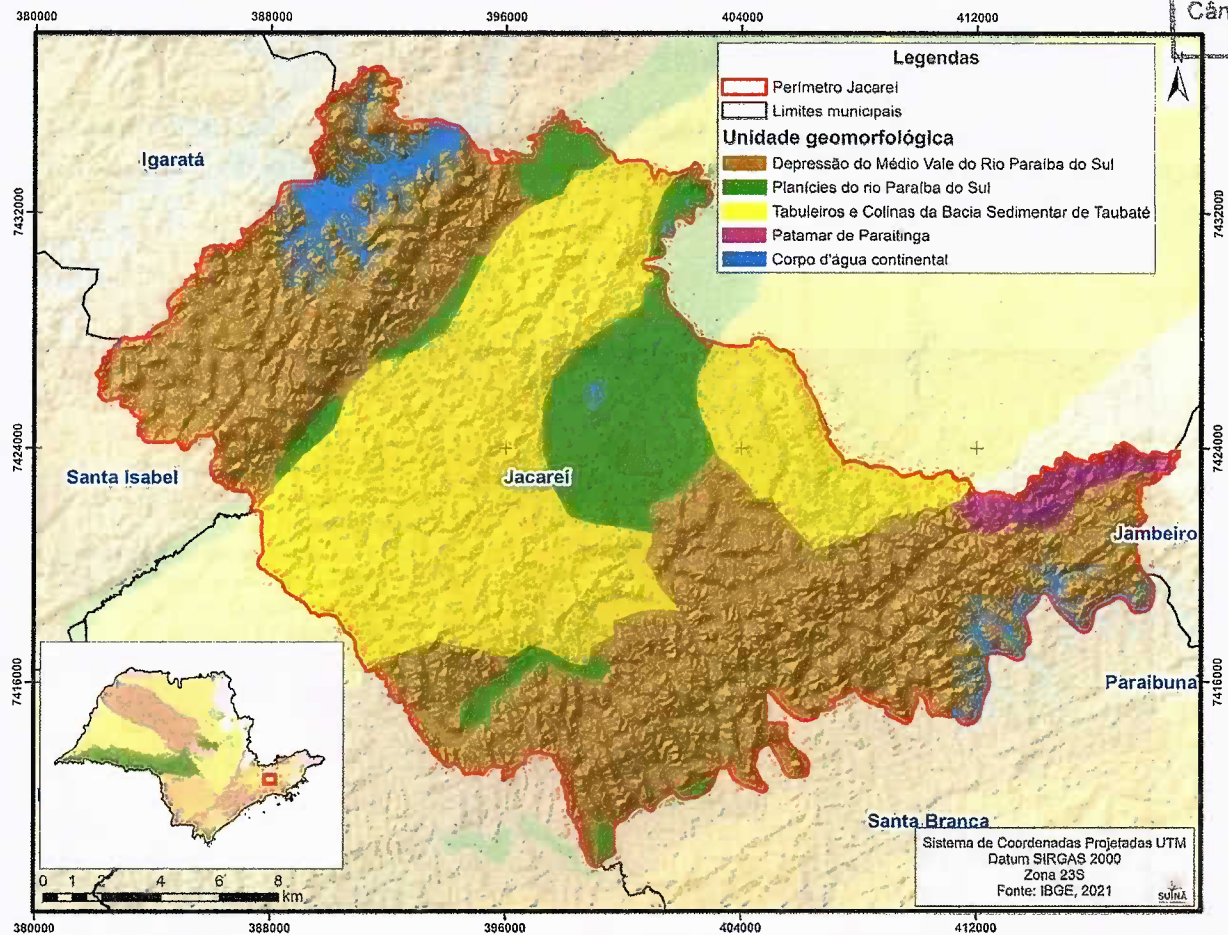 380000
388000
396000
404000
412000
Legendas
Perímetro Jacareí
Limites municipais
Unidade geomorfológica
Depressão do Médio Vale do Rio Paraíba do Sul
Planícies do rio Paraíba do Sul
Tabuleiros e Colinas da Bacia Sedimentar de Taubaté
Patamar de Paraitinga
Corpo d'água continental
Igaratá
7432000
7432000
7424000
7424000
Santa Isabel
Jacareí
Jambeiro
7416000
7416000
Paraibuna
Santa Branca
Sistema de Coordenadas Projetadas UTM
Datum SIRGAS 2000
Zona 23S
Fonte: IBGE, 2021
SUINÃ
0 1 2 4 6 8
km
380000
388000
396000
404000
412000